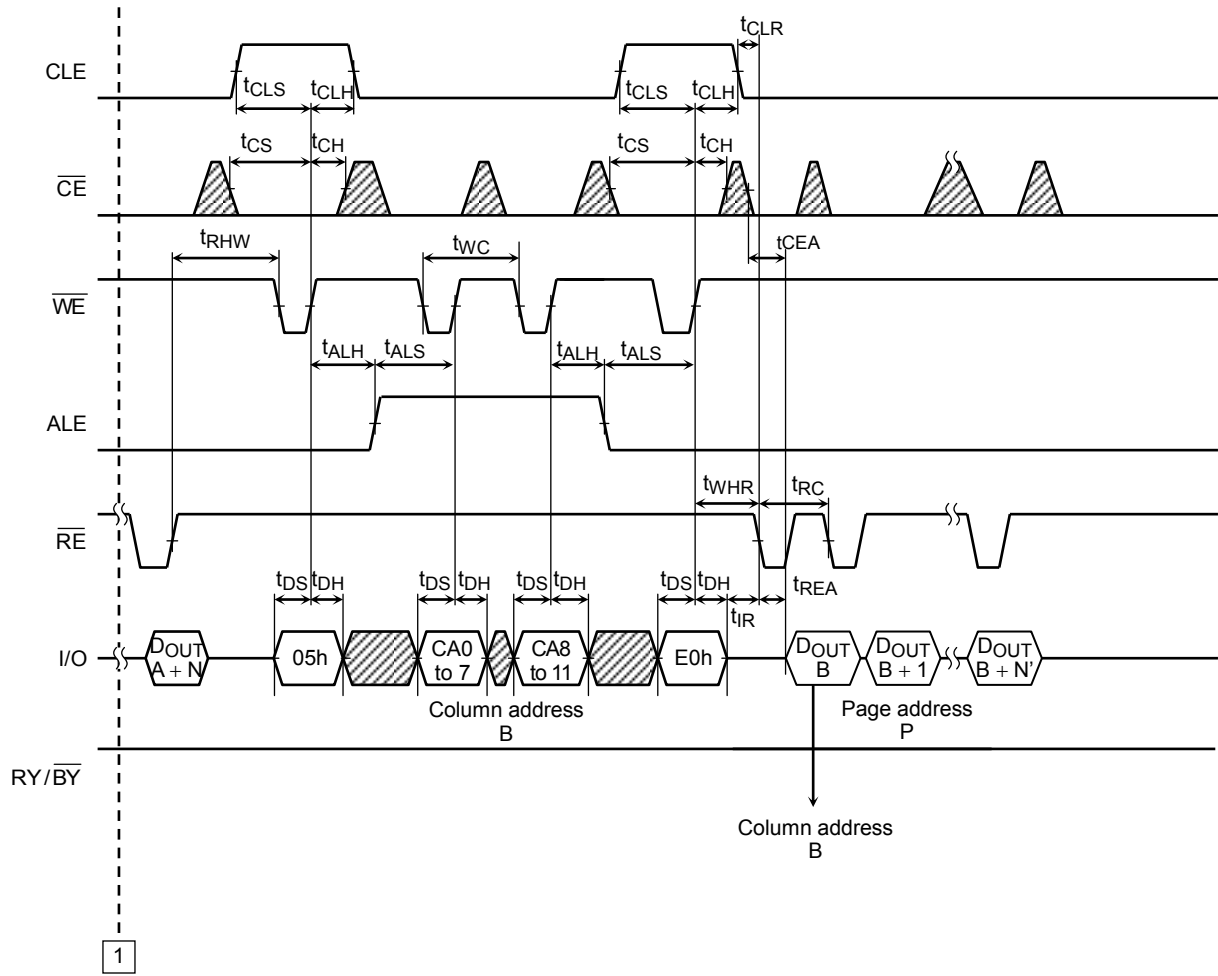 tCLR
CLE
tCLS tCLH tCLS tCLH
tCS tCH tCS tCH
CE
tRHW tWC tCEA
WE
tALH tALS tALH tALS
ALE
tWHR tRC
RE
tDS tDH tDS tDH tDS tDH tDS tDH tREA
tIR
I/O
DOUT A + N
05h
CA0 to 7
CA8 to 11
E0h
DOUT B
DOUT B + 1
DOUT B + N’
Column address
B
Page address
P
RY/BY
Column address
B
1